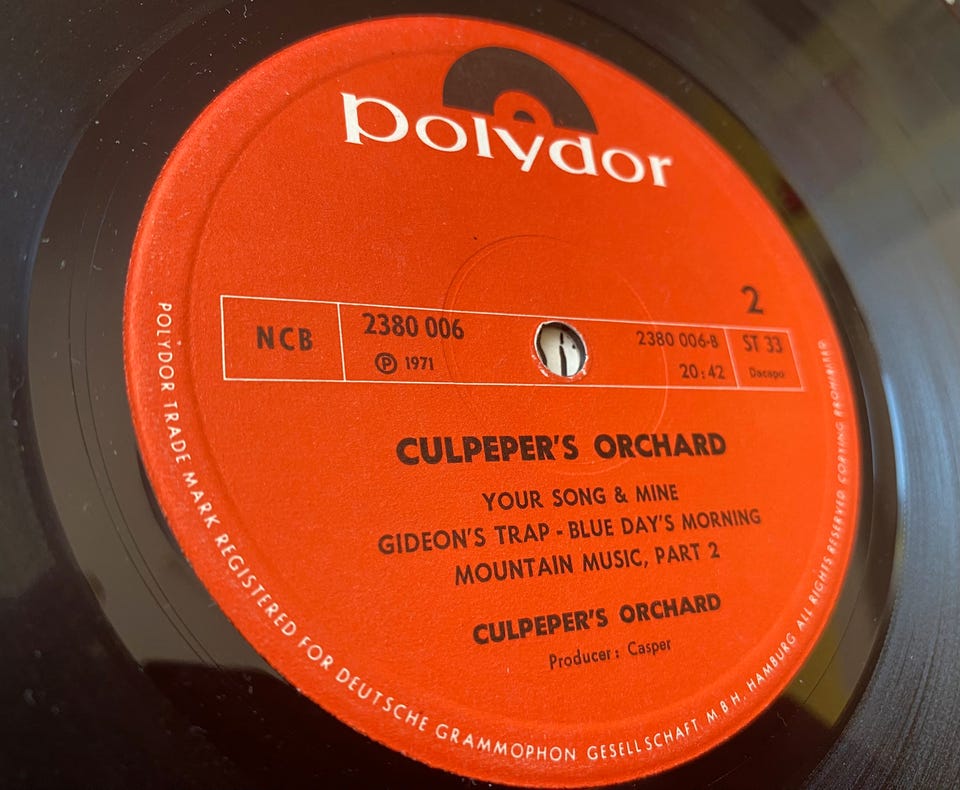 polydor
2
NCB
2380 006
℗ 1971
2380 006-B
20:42
ST 33
Dacapo
CULPEPER'S ORCHARD
YOUR SONG & MINE
GIDEON'S TRAP - BLUE DAY'S MORNING
MOUNTAIN MUSIC, PART 2
CULPEPER'S ORCHARD
Producer: Casper
POLYDOR TRADE MARK REGISTERED FOR DEUTSCHE GRAMMOPHON GESELLSCHAFT M B H, HAMBURG ALL RIGHTS RESERVED COPYING PROHIBITED